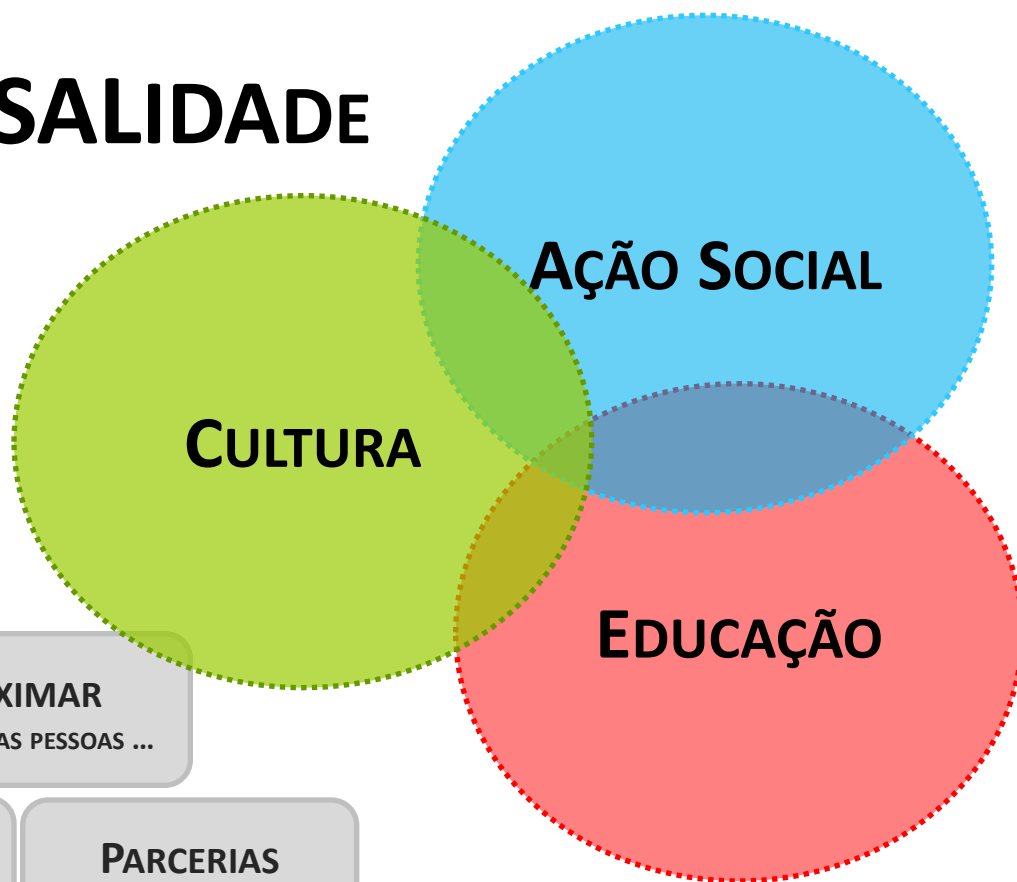 SALIDADE
AÇÃO SOCIAL
CULTURA
EDUCAÇÃO
XIMAR
AS PESSOAS ...
PARCERIAS